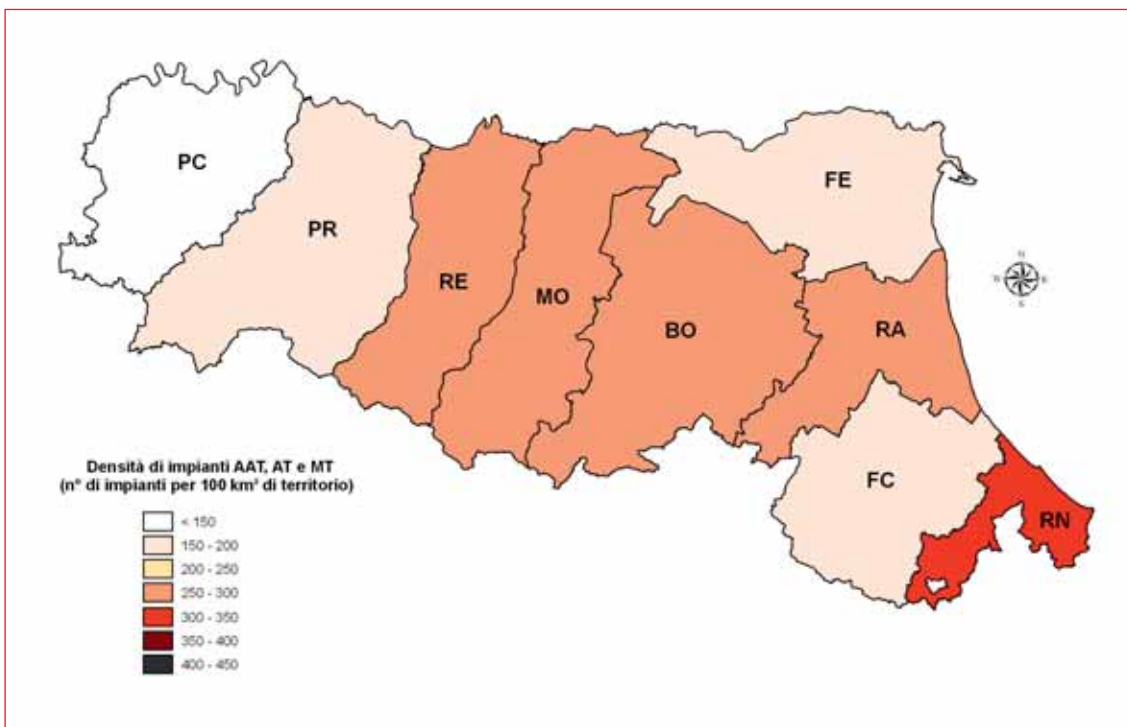 PC
PR
RE
MO
BO
FE
RA
FC
RN
N
S
Densità di impianti AAT, AT e MT
(n° di impianti per 100 km² di territorio)
< 150
150 - 200
200 - 250
250 - 300
300 - 350
350 - 400
400 - 450